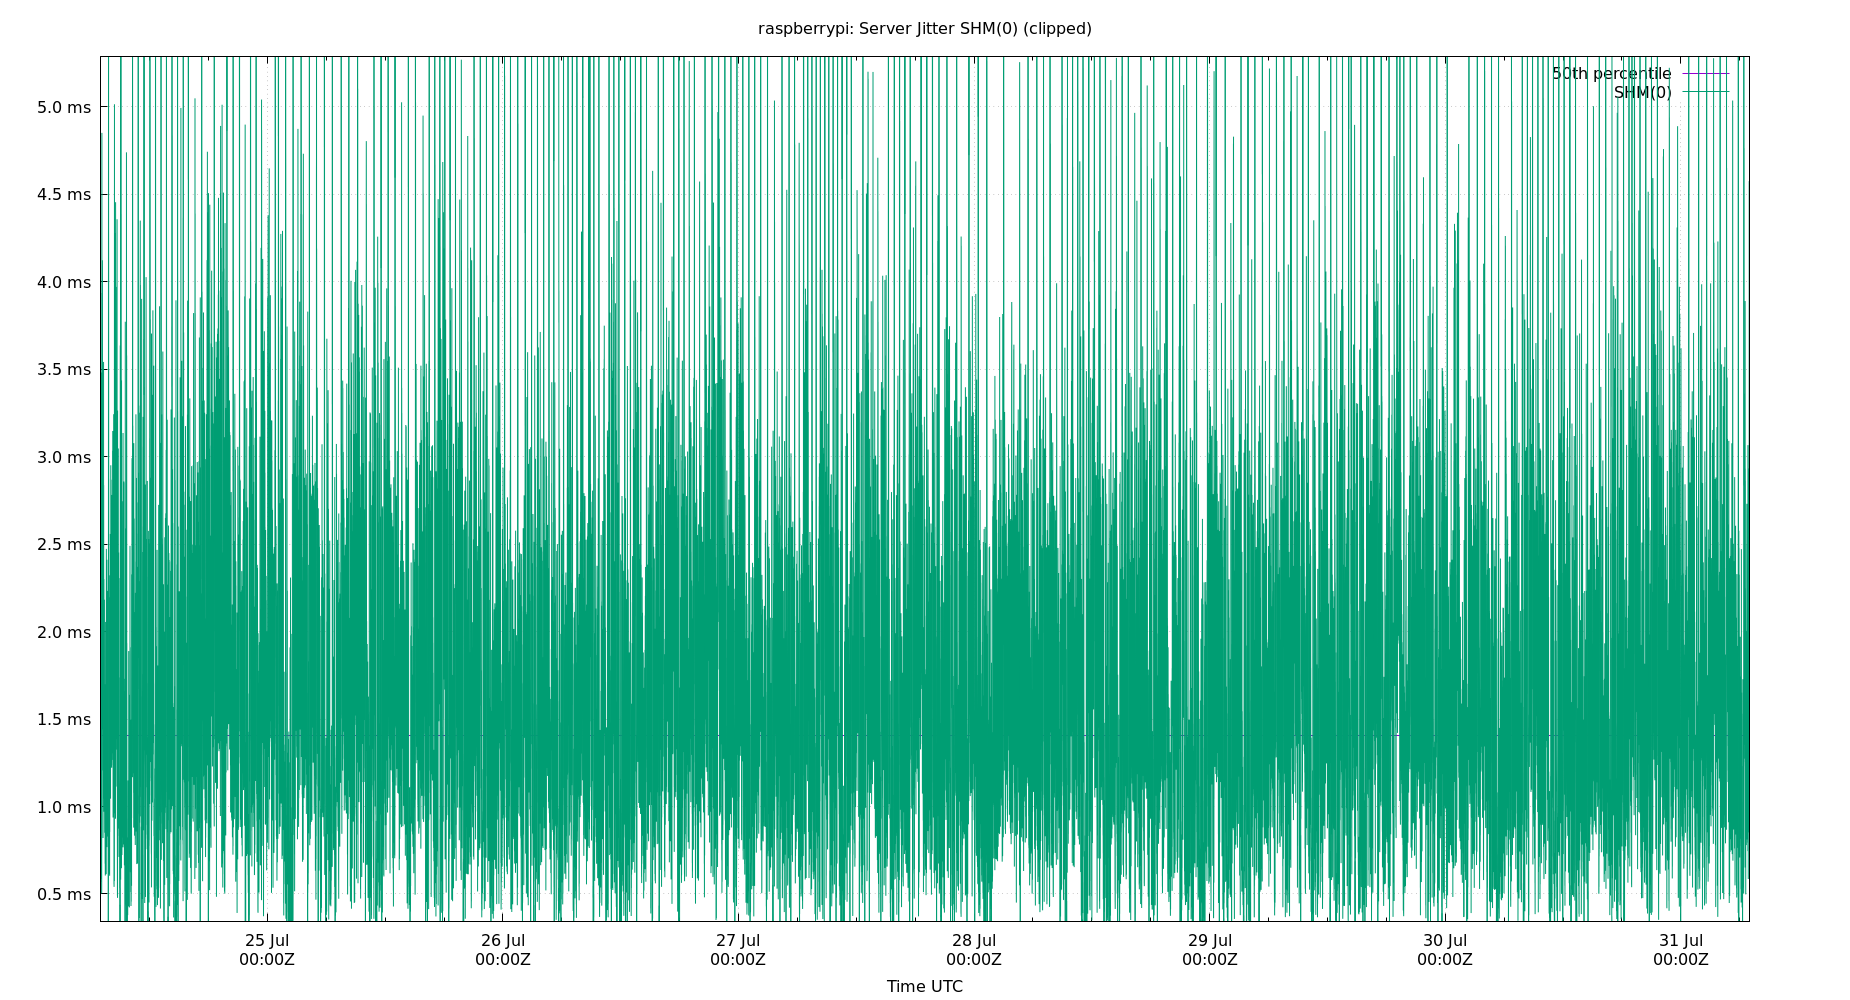 raspberrypi: Server Jitter SHM(0) (clipped)
50th percentile
SHM(0)
5.0 ms
4.5 ms
4.0 ms
3.5 ms
3.0 ms
2.5 ms
2.0 ms
1.5 ms
1.0 ms
0.5 ms
25 Jul 26 Jul 27 Jul 28 Jul 29 Jul 30 Jul 31 Jul
00:00Z 00:00Z 00:00Z 00:00Z 00:00Z 00:00Z 00:00Z
Time UTC